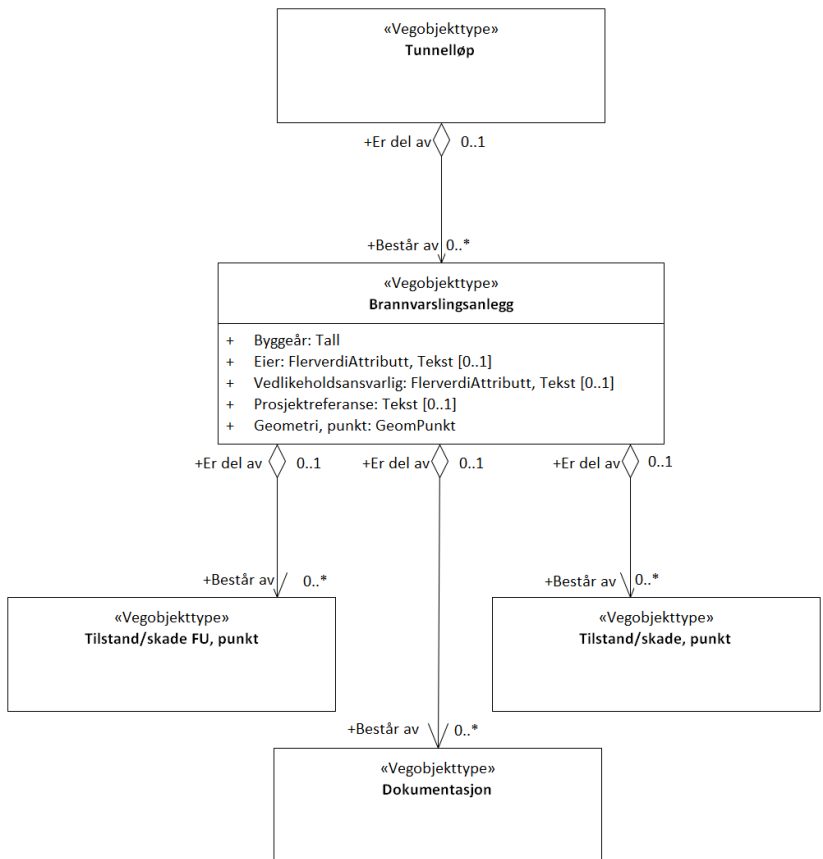 «Vegobjekttype»
Tunnelløp
+Er del av 0..1
+Består av 0..*
«Vegobjekttype»
Brannvarslingsanlegg
+ Byggeår: Tall
+ Eier: FlerverdiAttributt, Tekst [0..1]
+ Vedlikeholdsansvarlig: FlerverdiAttributt, Tekst [0..1]
+ Prosjektreferanse: Tekst [0..1]
+ Geometri, punkt: GeomPunkt
+Er del av 0..1 +Er del av 0..1 +Er del av 0..1
+Består av 0..* +Består av 0..*
«Vegobjekttype» «Vegobjekttype»
Tilstand/skade FU, punkt Tilstand/skade, punkt
+Består av 0..*
«Vegobjekttype»
Dokumentasjon